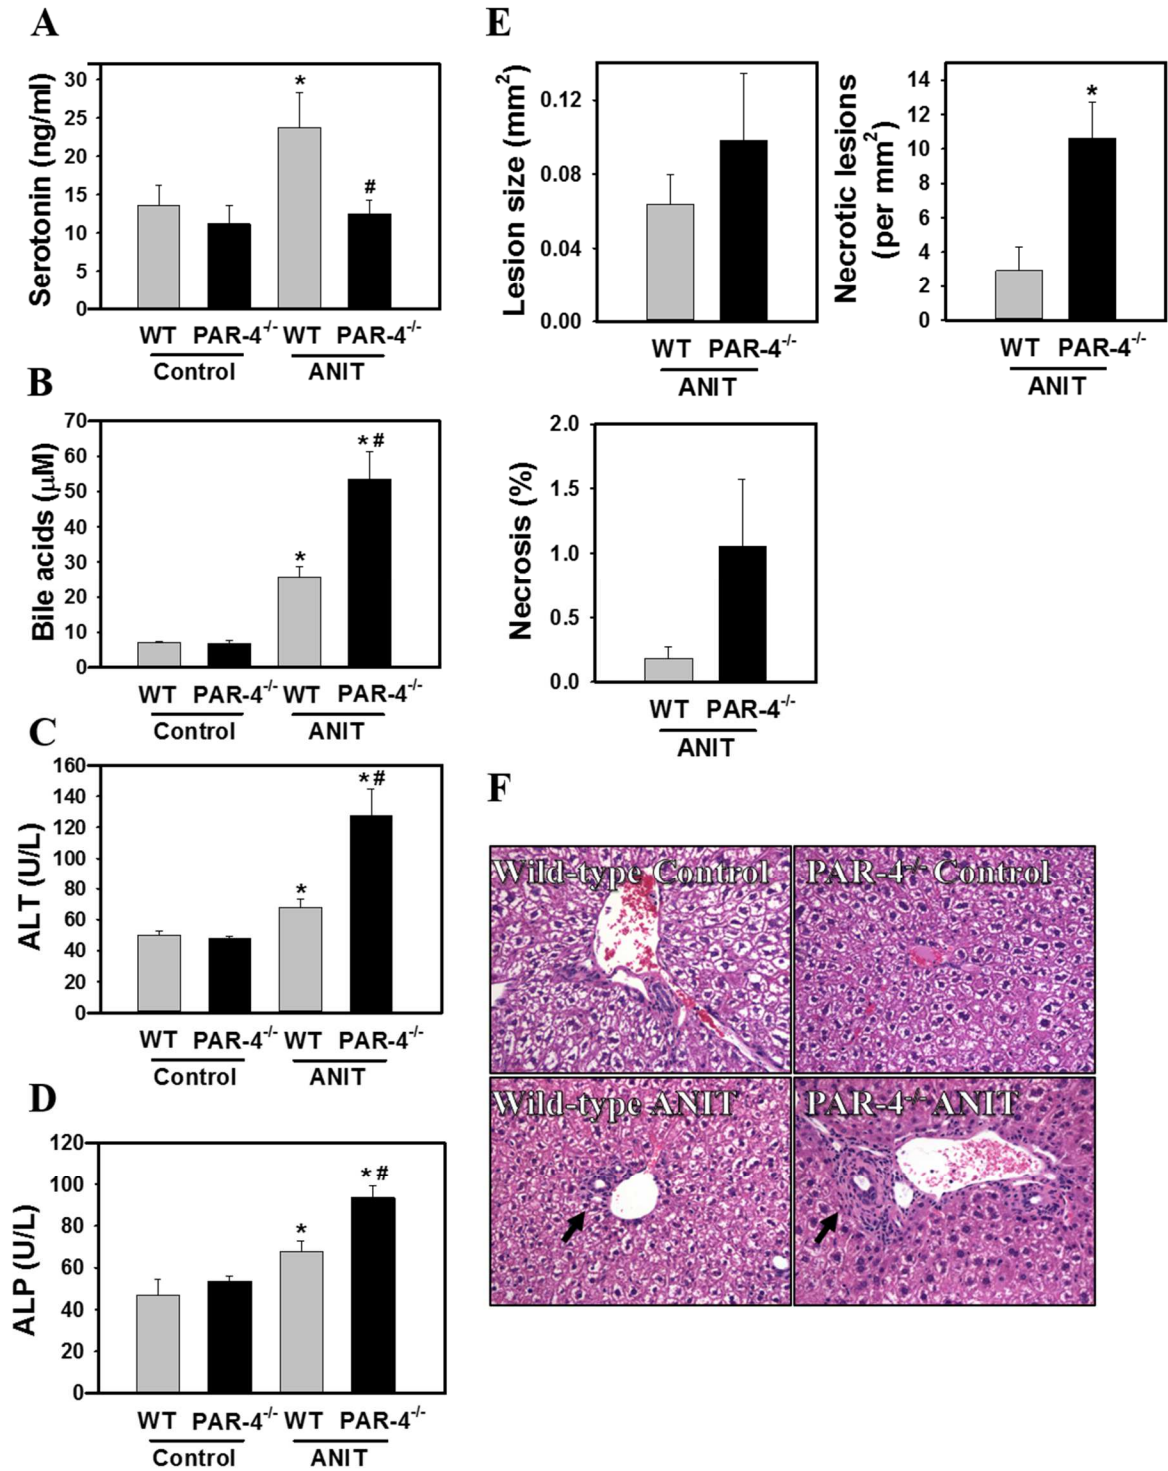 A
Serotonin (ng/ml)
30
25
20
15
10
5
0
*
#
WT PAR-4-/- WT PAR-4-/-
Control ANIT
B
Bile acids (μM)
70
60
50
40
30
20
10
0
*
*#
WT PAR-4-/- WT PAR-4-/-
Control ANIT
C
ALT (U/L)
160
140
120
100
80
60
40
20
0
*
*#
WT PAR-4-/- WT PAR-4-/-
Control ANIT
D
ALP (U/L)
120
100
80
60
40
20
0
*
*#
WT PAR-4-/- WT PAR-4-/-
Control ANIT
E
Lesion size (mm2)
0.12
0.08
0.04
0.00
WT PAR-4-/-
ANIT
Necrotic lesions
(per mm2)
14
12
10
8
6
4
2
0
*
WT PAR-4-/-
ANIT
Necrosis (%)
2.0
1.5
1.0
0.5
0.0
WT PAR-4-/-
ANIT
F
Wild-type Control
PAR-4-/- Control
Wild-type ANIT
PAR-4-/- ANIT